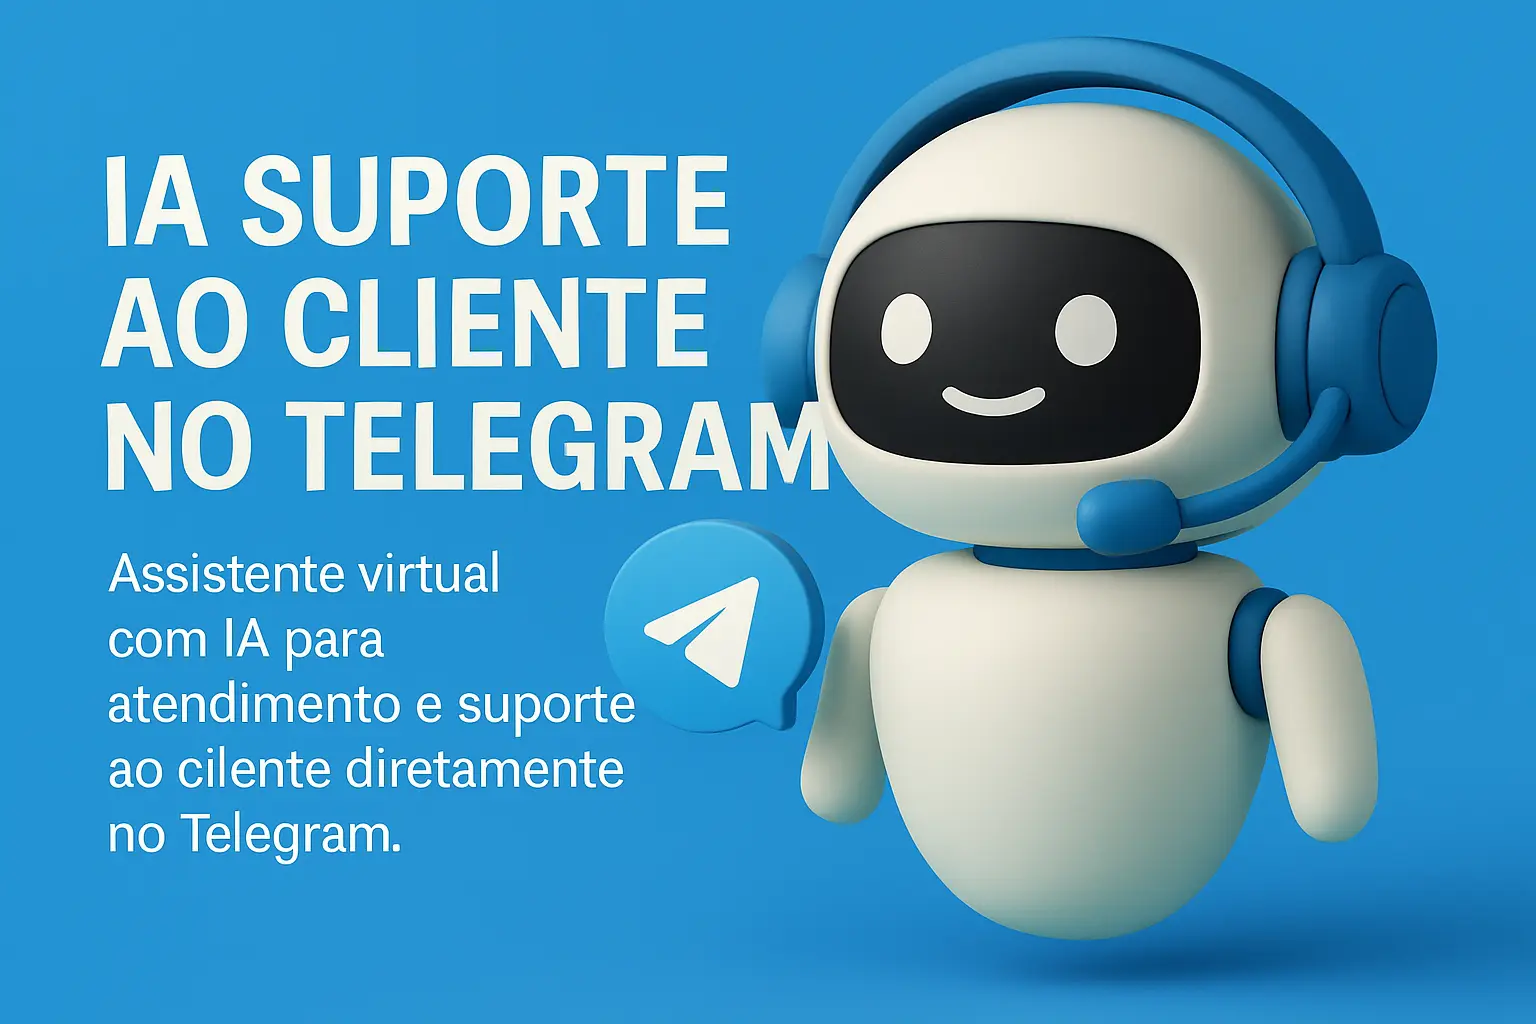 IA SUPORTE
AO CLIENTE
NO TELEGRAM
Assistente virtual
com IA para
atendimento e suporte
ao cilente diretamente
no Telegram.